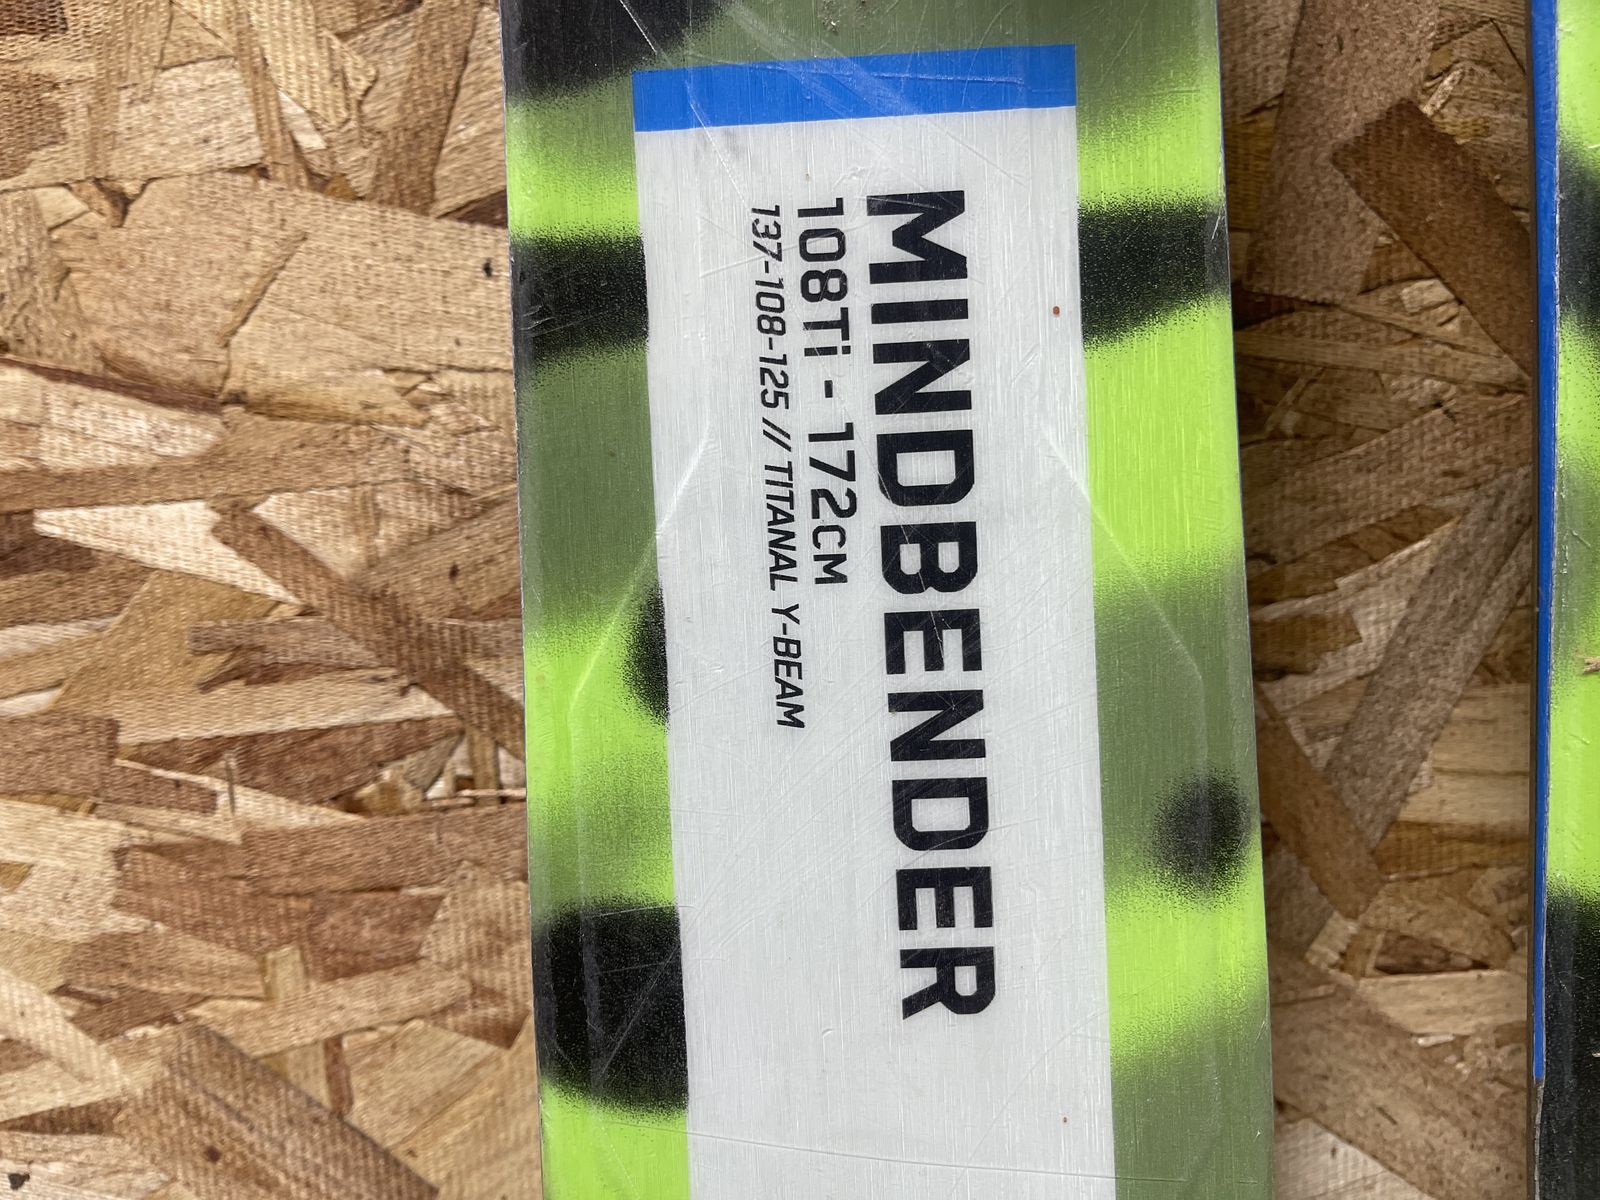 MINDBENDER
108Ti - 172CM
137-108-125 // TITANAL Y-BEAM